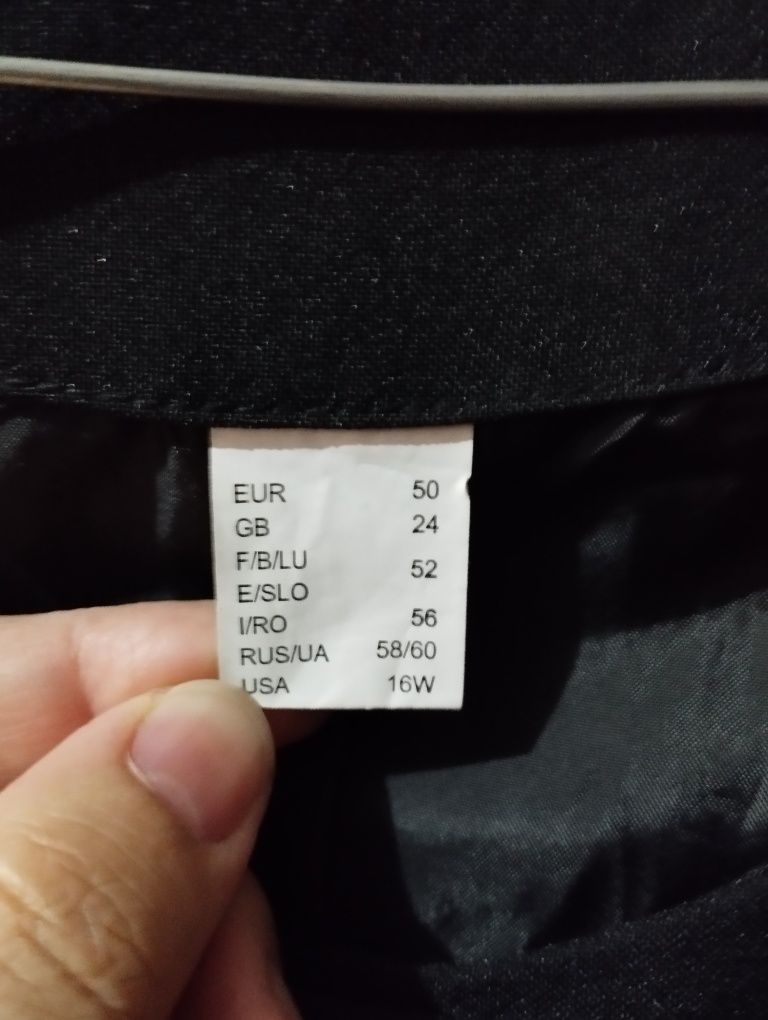 EUR 50
GB 24
F/B/LU
E/SLO 52
I/RO 56
RUS/UA 58/60
USA 16W